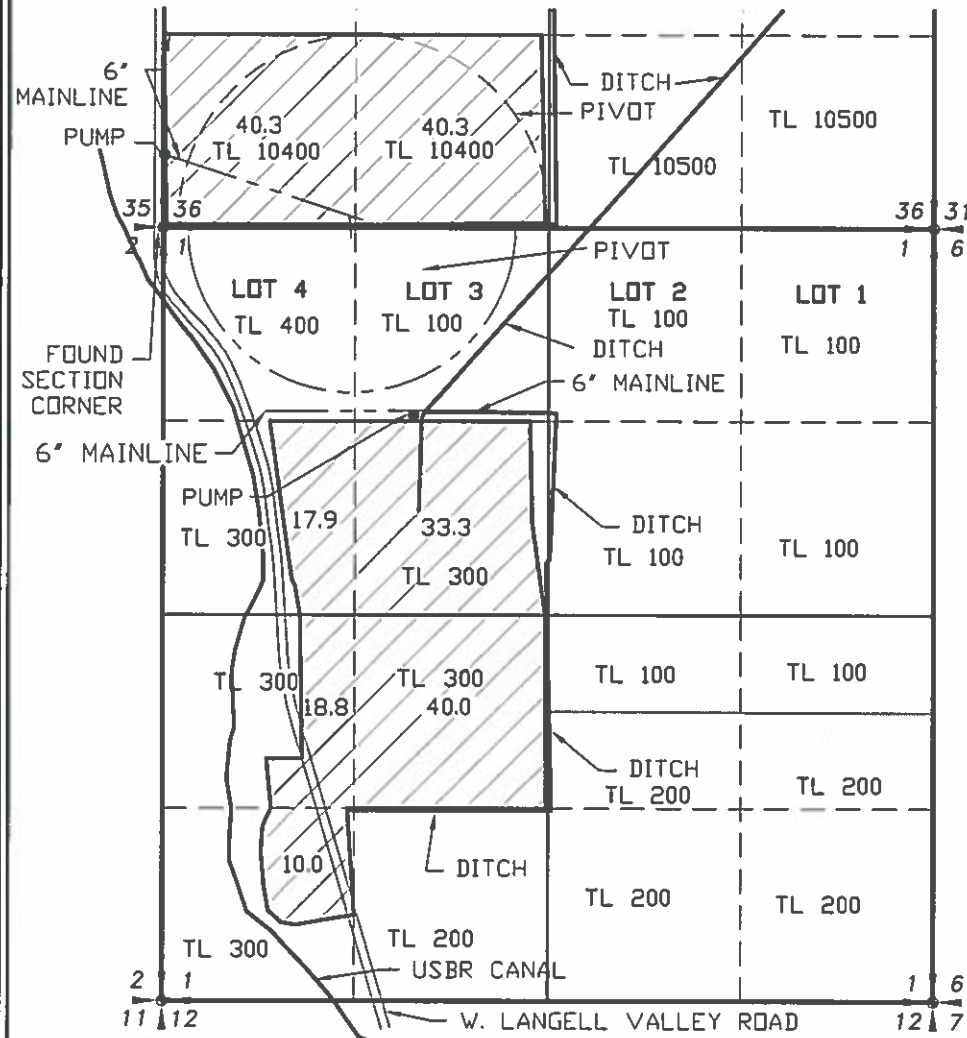 6"
MAINLINE
PUMP
DITCH
PIVOT
40.3
TL 10400
40.3
TL 10400
TL 10500
TL 10500
35 36
2 1
36 31
1 6
PIVOT
LOT 4
TL 400
LOT 3
TL 100
LOT 2
TL 100
LOT 1
TL 100
DITCH
FOUND
SECTION
CORNER
6" MAINLINE
6" MAINLINE
PUMP
17.9
TL 300
33.3
TL 300
DITCH
TL 100
TL 100
TL 300
18.8
TL 300
40.0
TL 100
TL 100
DITCH
TL 200
TL 200
10.0
DITCH
TL 200
TL 200
TL 300
TL 200
USBR CANAL
2 1
11 12
W. LANGELL VALLEY ROAD
1 6
12 7